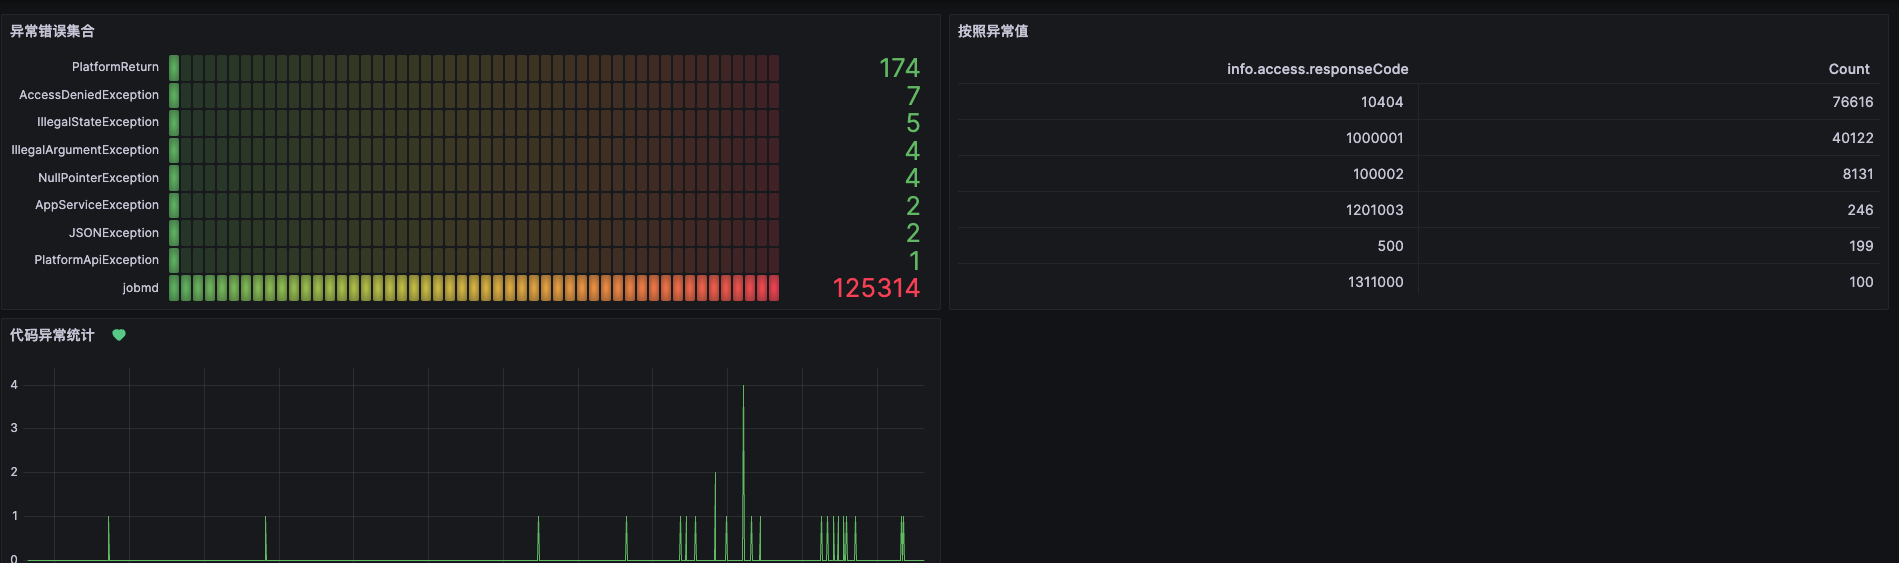 异常错误集合
PlatformReturn 174
AccessDeniedException 7
IllegalStateException 5
IllegalArgumentException 4
NullPointerException 4
AppServiceException 2
JSONException 2
PlatformApiException 1
jobmd 125314
按照异常值
info.access.responseCode Count
10404 76616
1000001 40122
100002 8131
1201003 246
500 199
1311000 100
代码异常统计
4
3
2
1
0